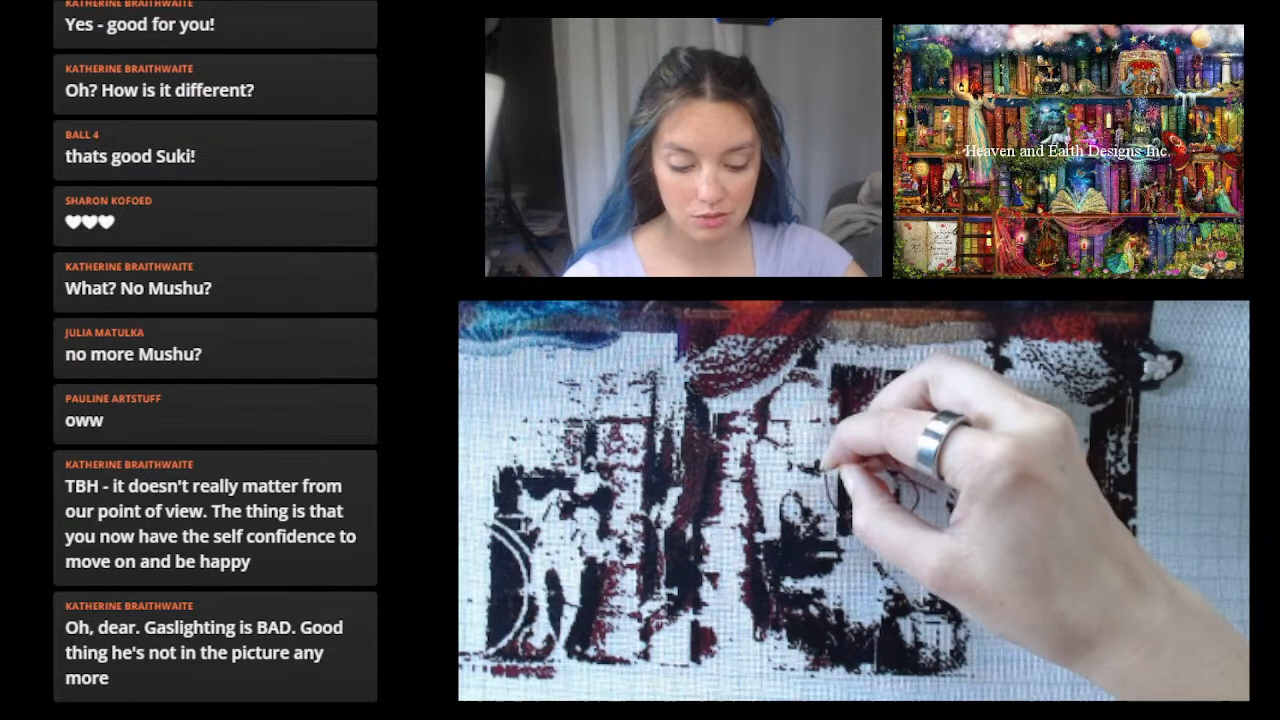 KATHERINE BRAITHWAITE
Yes - good for you!
KATHERINE BRAITHWAITE
Oh? How is it different?
BALL 4
thats good Suki!
SHARON KOFOED
🤍🤍🤍
KATHERINE BRAITHWAITE
What? No Mushu?
JULIA MATULKA
no more Mushu?
PAULINE ARTSTUFF
oww
KATHERINE BRAITHWAITE
TBH - it doesn't really matter from
our point of view. The thing is that
you now have the self confidence to
move on and be happy
KATHERINE BRAITHWAITE
Oh, dear. Gaslighting is BAD. Good
thing he's not in the picture any
more
Heaven and Earth Designs Inc.